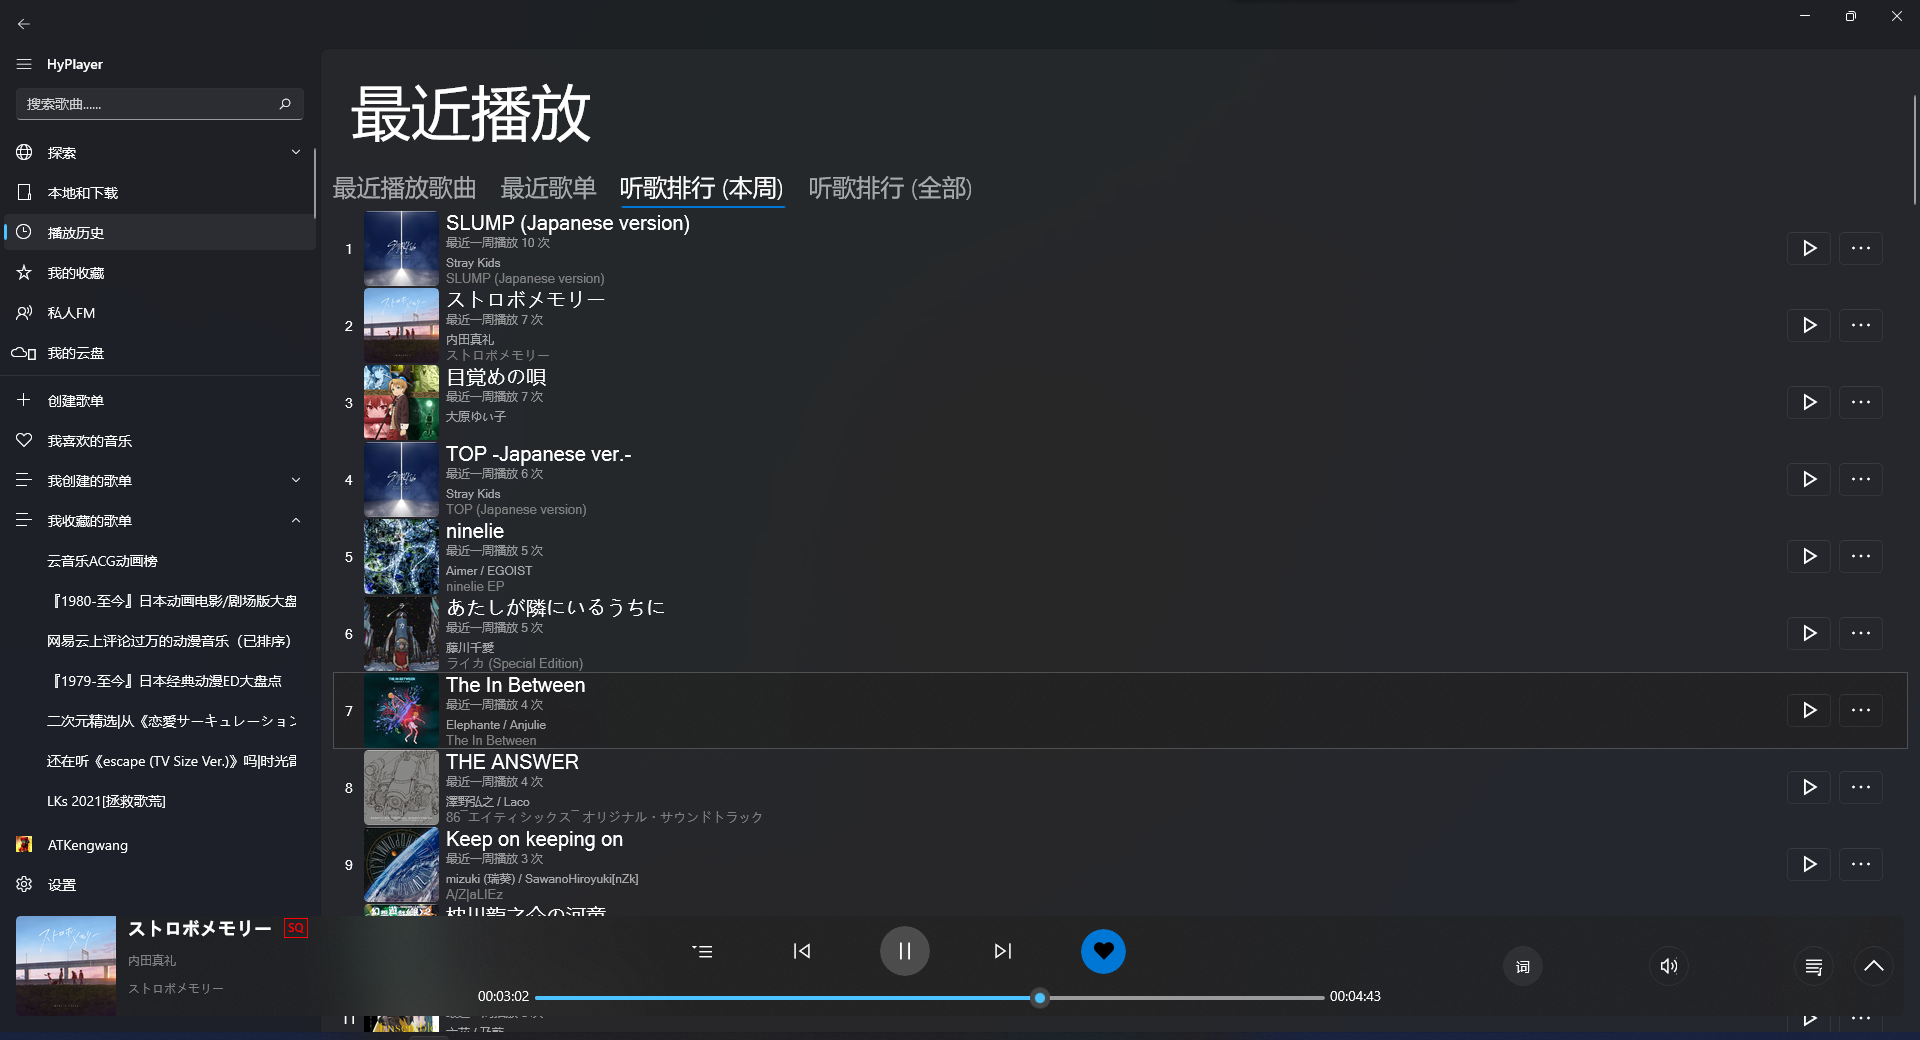 HyPlayer
搜索歌曲......
探索
本地和下载
播放历史
我的收藏
私人FM
我的云盘
创建歌单
我喜欢的音乐
我创建的歌单
我收藏的歌单
云音乐ACG动画榜
『1980-至今』日本动画电影/剧场版大盘
网易云上评论过万的动漫音乐（已排序）
『1979-至今』日本经典动漫ED大盘点
二次元精选|从《恋愛サーキュレーション
还在听《escape (TV Size Ver.)》吗|时光
LKs 2021[拯救歌荒]
ATKengwang
设置
最近播放
最近播放歌曲 最近歌单 听歌排行 (本周) 听歌排行 (全部)
1
SLUMP (Japanese version)
最近一周播放 10 次
Stray Kids
SLUMP (Japanese version)
2
ストロボメモリー
最近一周播放 7 次
内田真礼
ストロボメモリー
3
目覚めの唄
最近一周播放 7 次
大原ゆい子
4
TOP -Japanese ver.-
最近一周播放 6 次
Stray Kids
TOP (Japanese version)
5
ninelie
最近一周播放 5 次
Aimer / EGOIST
ninelie EP
6
あたしが隣にいるうちに
最近一周播放 5 次
藤川千愛
ライカ (Special Edition)
7
The In Between
最近一周播放 4 次
Elephante / Anjulie
The In Between
8
THE ANSWER
最近一周播放 4 次
澤野弘之 / Laco
86―エイティシックス― オリジナル・サウンドトラック
9
Keep on keeping on
最近一周播放 3 次
mizuki (瑞葵) / SawanoHiroyuki[nZk]
A/Z|aLIEz
11
ストロボメモリー SQ
内田真礼
ストロボメモリー
00:03:02
00:04:43
词